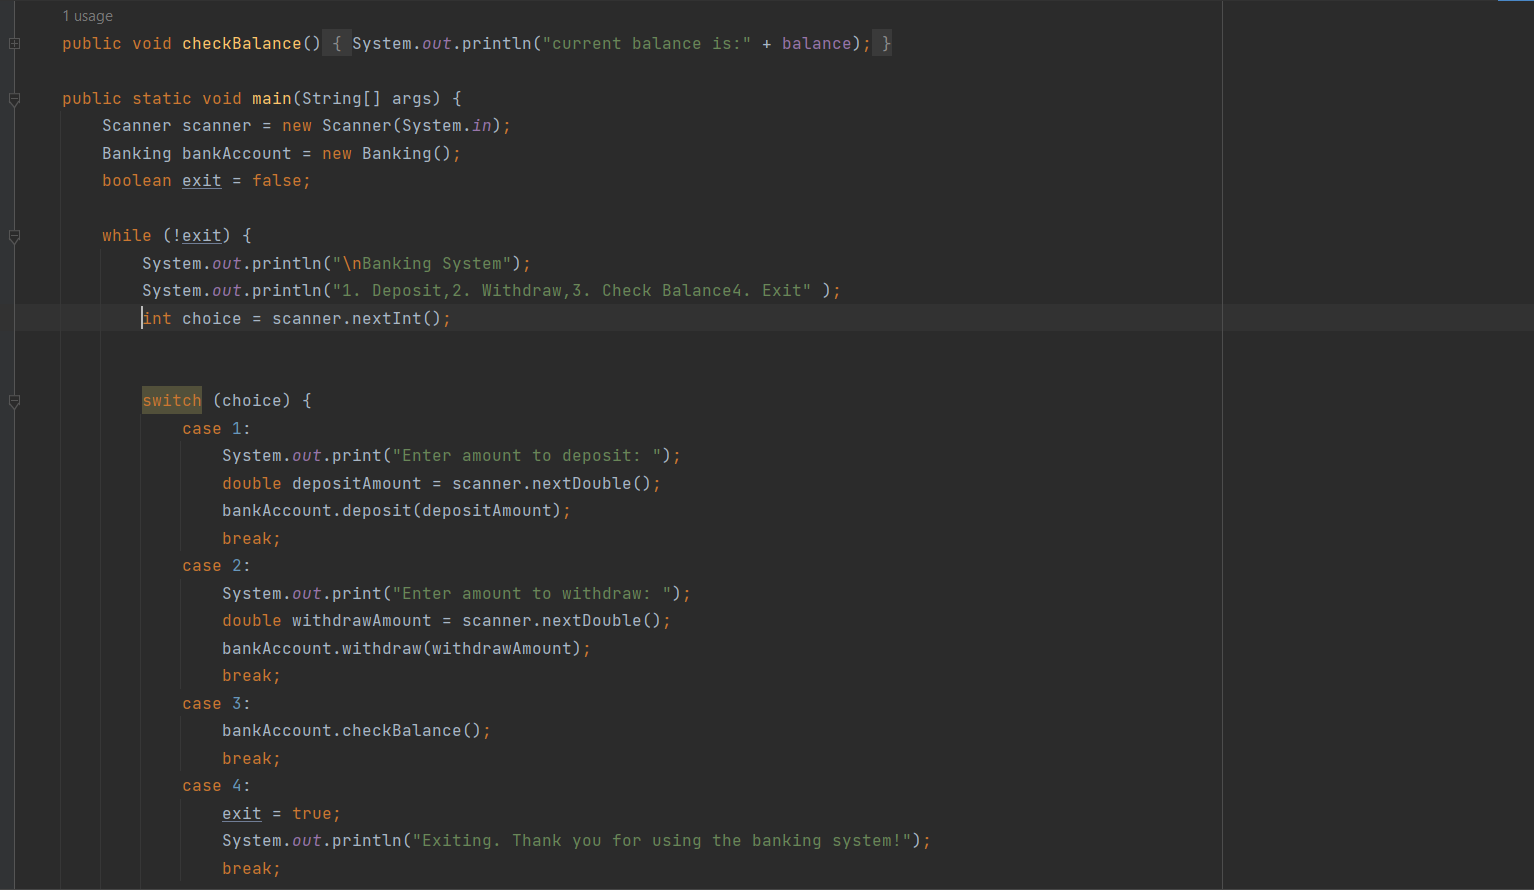 1 usage
public void checkBalance() { System.out.println("current balance is:" + balance); }
public static void main(String[] args) {
Scanner scanner = new Scanner(System.in);
Banking bankAccount = new Banking();
boolean exit = false;
while (!exit) {
System.out.println("\nBanking System");
System.out.println("1. Deposit,2. Withdraw,3. Check Balance4. Exit" );
int choice = scanner.nextInt();
switch (choice) {
case 1:
System.out.print("Enter amount to deposit: ");
double depositAmount = scanner.nextDouble();
bankAccount.deposit(depositAmount);
break;
case 2:
System.out.print("Enter amount to withdraw: ");
double withdrawAmount = scanner.nextDouble();
bankAccount.withdraw(withdrawAmount);
break;
case 3:
bankAccount.checkBalance();
break;
case 4:
exit = true;
System.out.println("Exiting. Thank you for using the banking system!");
break;